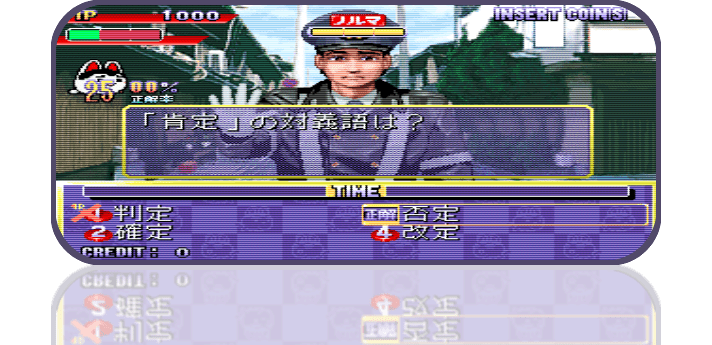 1P 1000
ノルマ
INSERT COIN(S)
25 00%
正解率
「肯定」の対義語は？
TIME
1 判定
正解 否定
2 確定
4 改定
CREDIT: 0